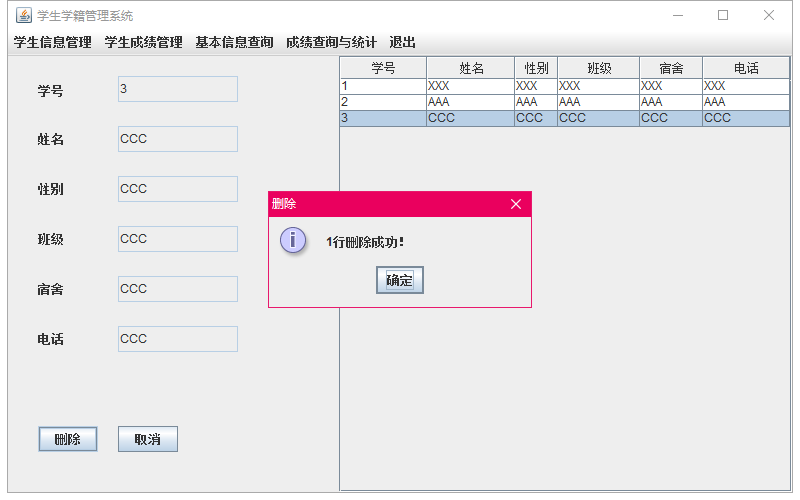 学生学籍管理系统
学生信息管理 学生成绩管理 基本信息查询 成绩查询与统计 退出
学号 3
姓名 CCC
性别 CCC
班级 CCC
宿舍 CCC
电话 CCC
删除 取消
学号 姓名 性别 班级 宿舍 电话
1 XXX XXX XXX XXX XXX
2 AAA AAA AAA AAA AAA
3 CCC CCC CCC CCC CCC
删除
1行删除成功！
确定